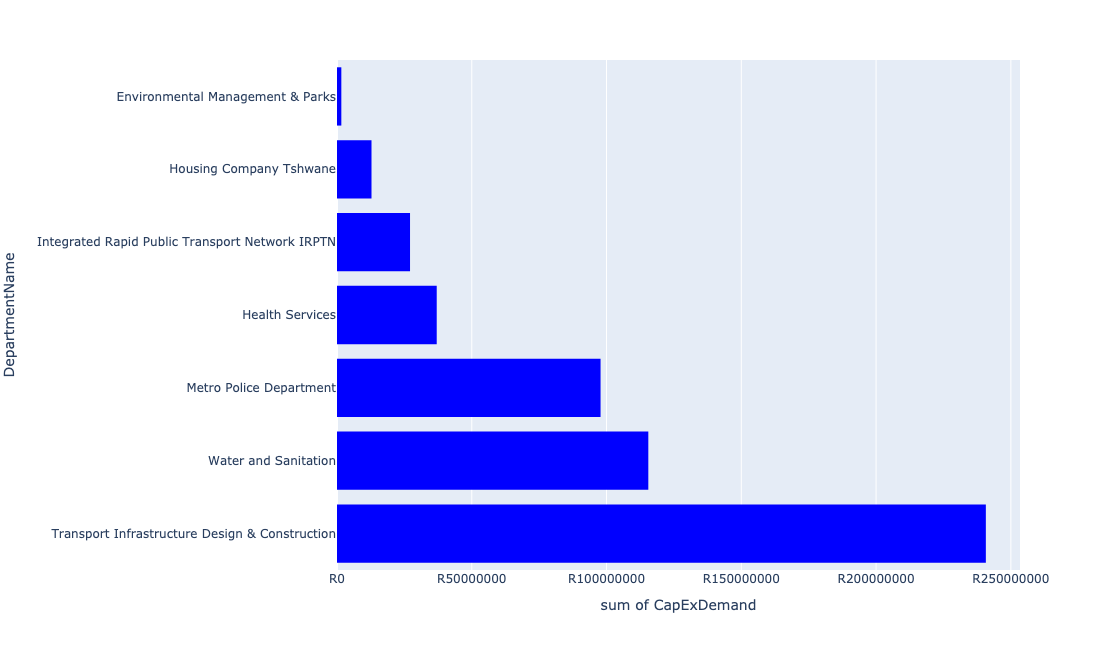 Environmental Management & Parks
Housing Company Tshwane
Integrated Rapid Public Transport Network IRPTN
Health Services
Metro Police Department
Water and Sanitation
Transport Infrastructure Design & Construction
DepartmentName
R0 R50000000 R100000000 R150000000 R200000000 R250000000
sum of CapExDemand